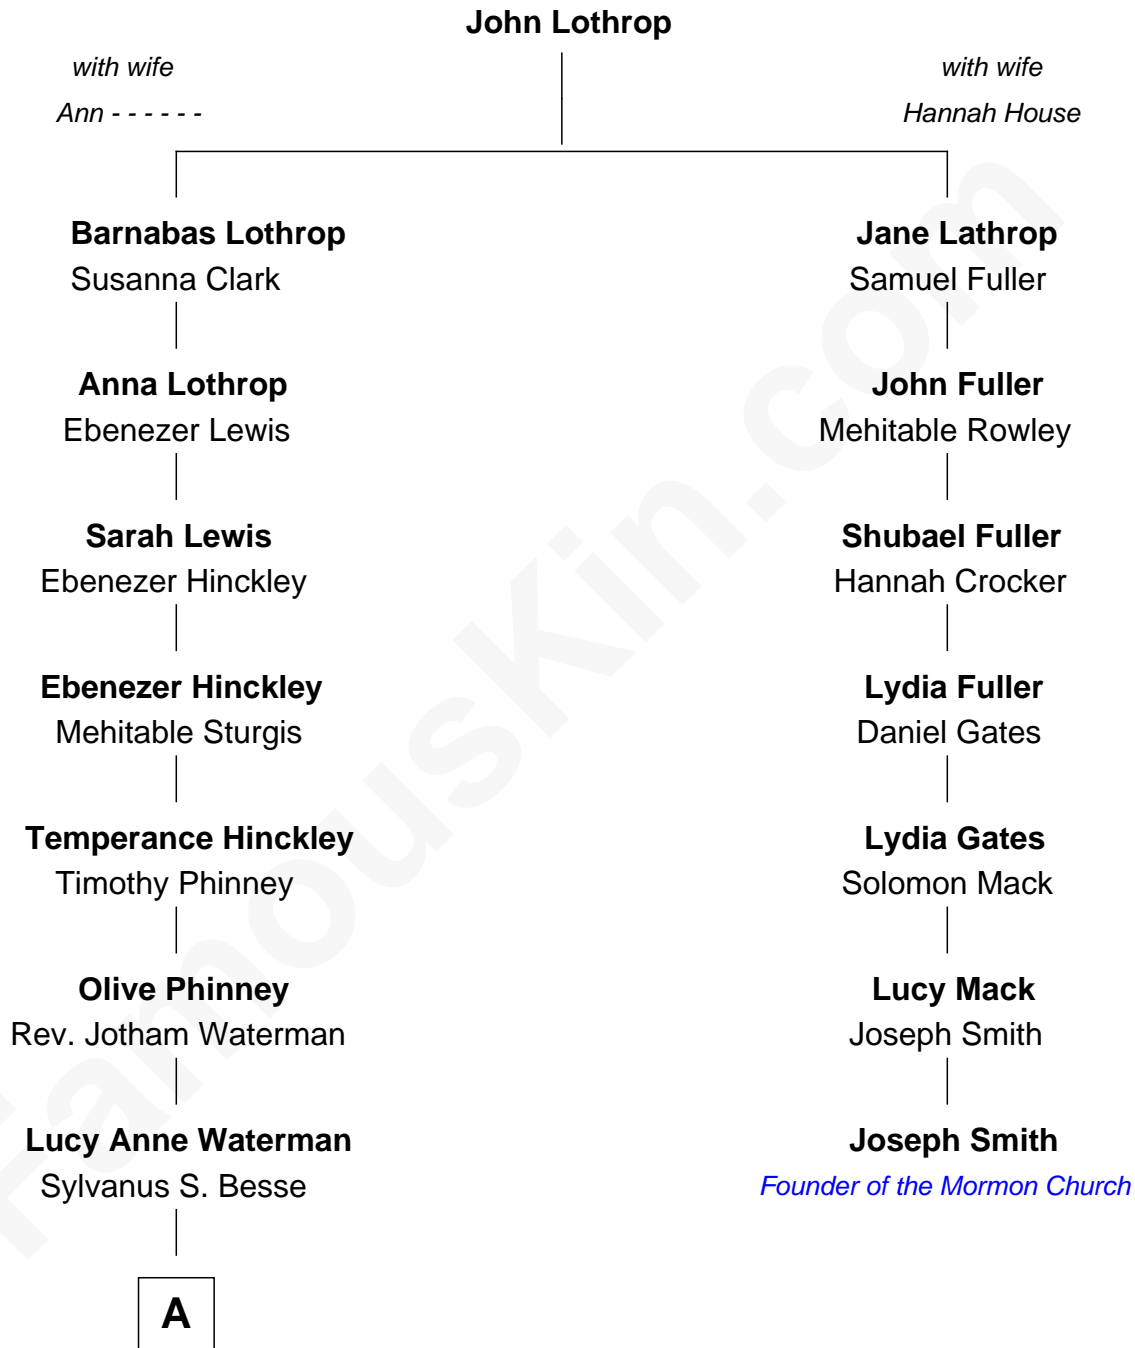 John Lothrop
with wife
Ann - - - - - -
with wife
Hannah House
Barnabas Lothrop
Susanna Clark
Jane Lathrop
Samuel Fuller
Anna Lothrop
Ebenezer Lewis
John Fuller
Mehitable Rowley
Sarah Lewis
Ebenezer Hinckley
Shubael Fuller
Hannah Crocker
Ebenezer Hinckley
Mehitable Sturgis
Lydia Fuller
Daniel Gates
Temperance Hinckley
Timothy Phinney
Lydia Gates
Solomon Mack
Olive Phinney
Rev. Jotham Waterman
Lucy Mack
Joseph Smith
Lucy Anne Waterman
Sylvanus S. Besse
Joseph Smith
Founder of the Mormon Church
A
FamousKin.com